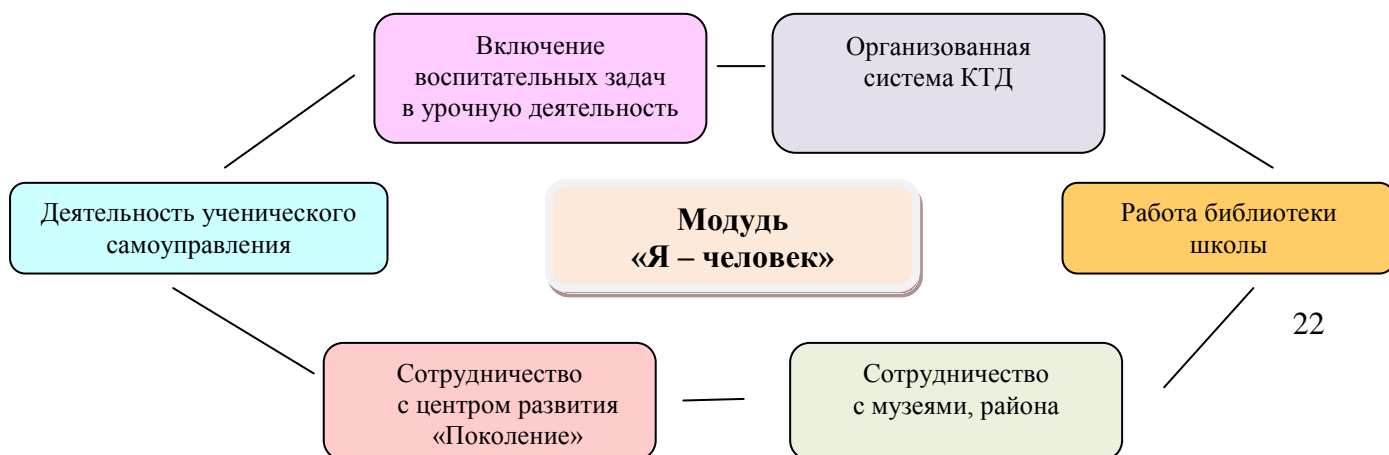 Включение
воспитательных задач
в урочную деятельность
Организованная
система КТД
Деятельность ученического
самоуправления
Модудь
«Я – человек»
Работа библиотеки
школы
22
Сотрудничество
с центром развития
«Поколение»
Сотрудничество
с музеями, района